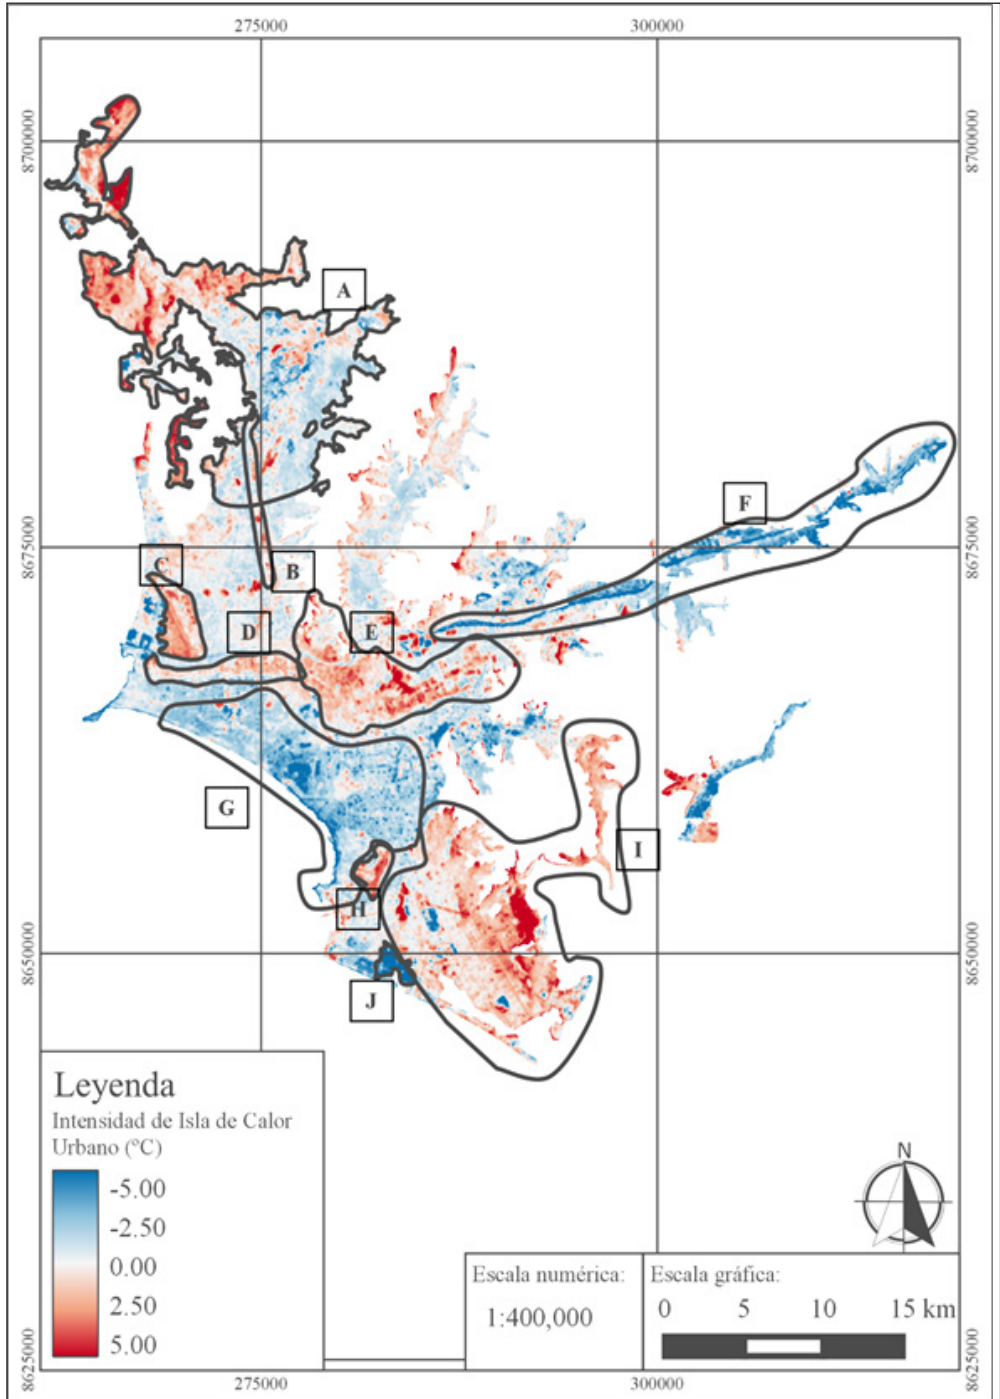 275000
300000
8700000
8700000
A
F
8675000
8675000
C
B
D
E
G
I
H
8650000
8650000
J
Leyenda
Intensidad de Isla de Calor
Urbano (°C)
-5.00
-2.50
0.00
2.50
5.00
N
Escala numérica:
1:400,000
Escala gráfica:
0 5 10 15 km
8625000
8625000
275000
300000